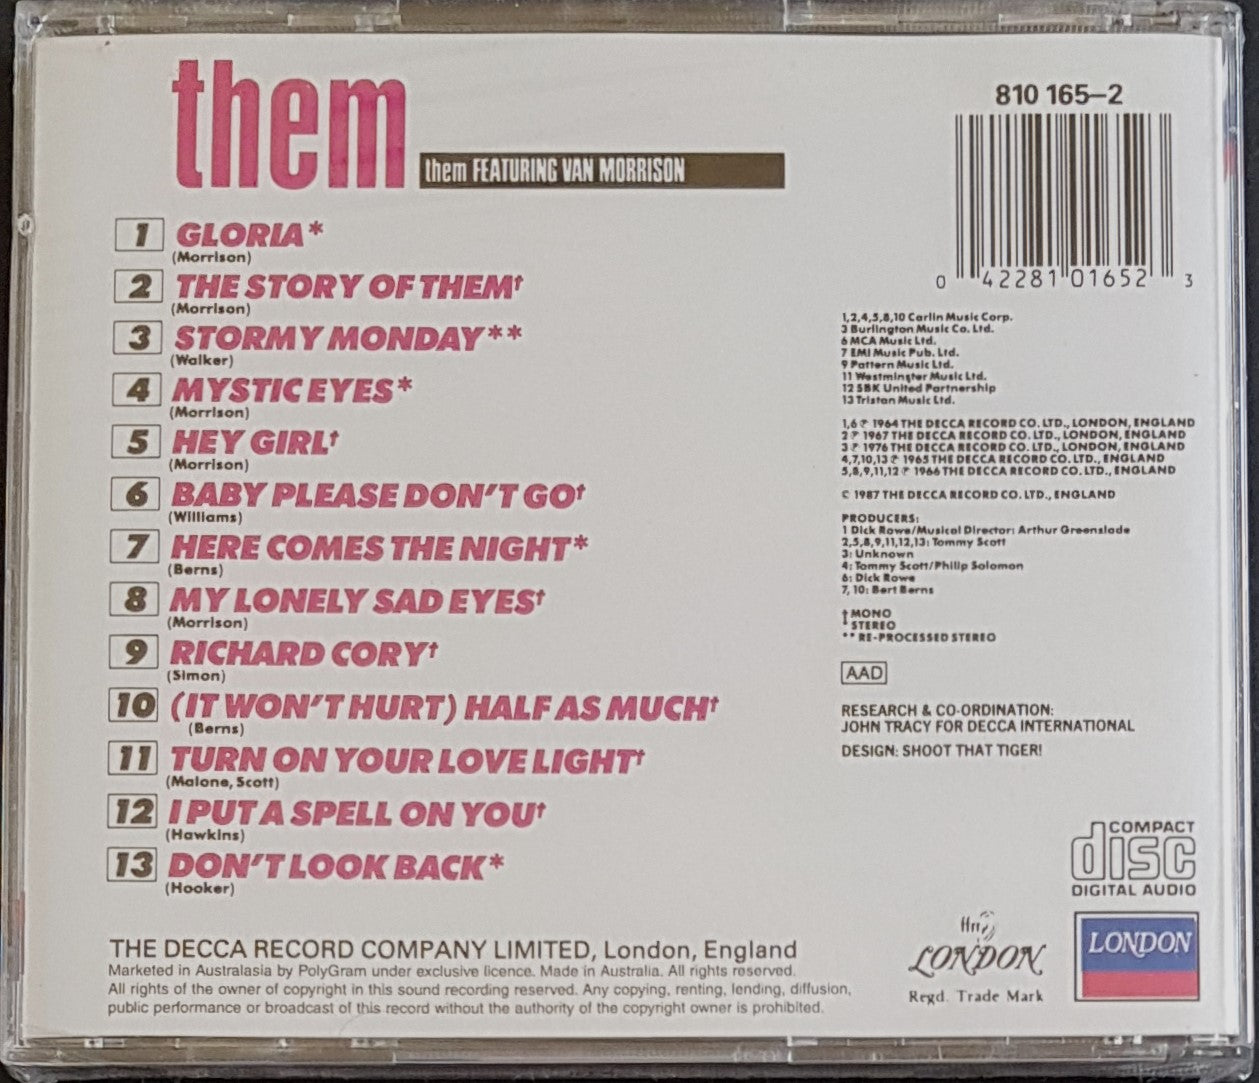 them
them FEATURING VAN MORRISON
1 GLORIA*
(Morrison)
2 THE STORY OF THEM†
(Morrison)
3 STORMY MONDAY**
(Walker)
4 MYSTIC EYES*
(Morrison)
5 HEY GIRL†
(Morrison)
6 BABY PLEASE DON'T GO†
(Williams)
7 HERE COMES THE NIGHT*
(Berns)
8 MY LONELY SAD EYES†
(Morrison)
9 RICHARD CORY†
(Simon)
10 (IT WON'T HURT) HALF AS MUCH†
(Berns)
11 TURN ON YOUR LOVE LIGHT†
(Malone, Scott)
12 I PUT A SPELL ON YOU†
(Hawkins)
13 DON'T LOOK BACK*
(Hooker)
810 165-2
0 42281 01652 3
1,2,4,5,8,10 Carlin Music Corp.
3 Burlington Music Co. Ltd.
6 MCA Music Ltd.
7 EMI Music Pub. Ltd.
9 Pattern Music Ltd.
11 Westminster Music Ltd.
12 SBK United Partnership
13 Tristan Music Ltd.
1,6 ℗ 1964 THE DECCA RECORD CO. LTD., LONDON, ENGLAND
2 ℗ 1967 THE DECCA RECORD CO. LTD., LONDON, ENGLAND
3 ℗ 1976 THE DECCA RECORD CO. LTD., LONDON, ENGLAND
4,7,10,13 ℗ 1965 THE DECCA RECORD CO. LTD., ENGLAND
5,8,9,11,12 ℗ 1966 THE DECCA RECORD CO. LTD., ENGLAND
© 1987 THE DECCA RECORD CO. LTD., ENGLAND
PRODUCERS:
1 Dick Rowe/Musical Director: Arthur Greenslade
2,5,8,9,11,12,13: Tommy Scott
3: Unknown
4: Tommy Scott/Philip Solomon
6: Dick Rowe
7, 10: Bert Berns
† MONO
* STEREO
** RE-PROCESSED STEREO
AAD
RESEARCH & CO-ORDINATION:
JOHN TRACY FOR DECCA INTERNATIONAL
DESIGN: SHOOT THAT TIGER!
COMPACT
disc
DIGITAL AUDIO
THE DECCA RECORD COMPANY LIMITED, London, England
Marketed in Australasia by PolyGram under exclusive licence. Made in Australia. All rights reserved.
All rights of the owner of copyright in this sound recording reserved. Any copying, renting, lending, diffusion,
public performance or broadcast of this record without the authority of the copyright owner is prohibited.
LONDON
Regd. Trade Mark
LONDON